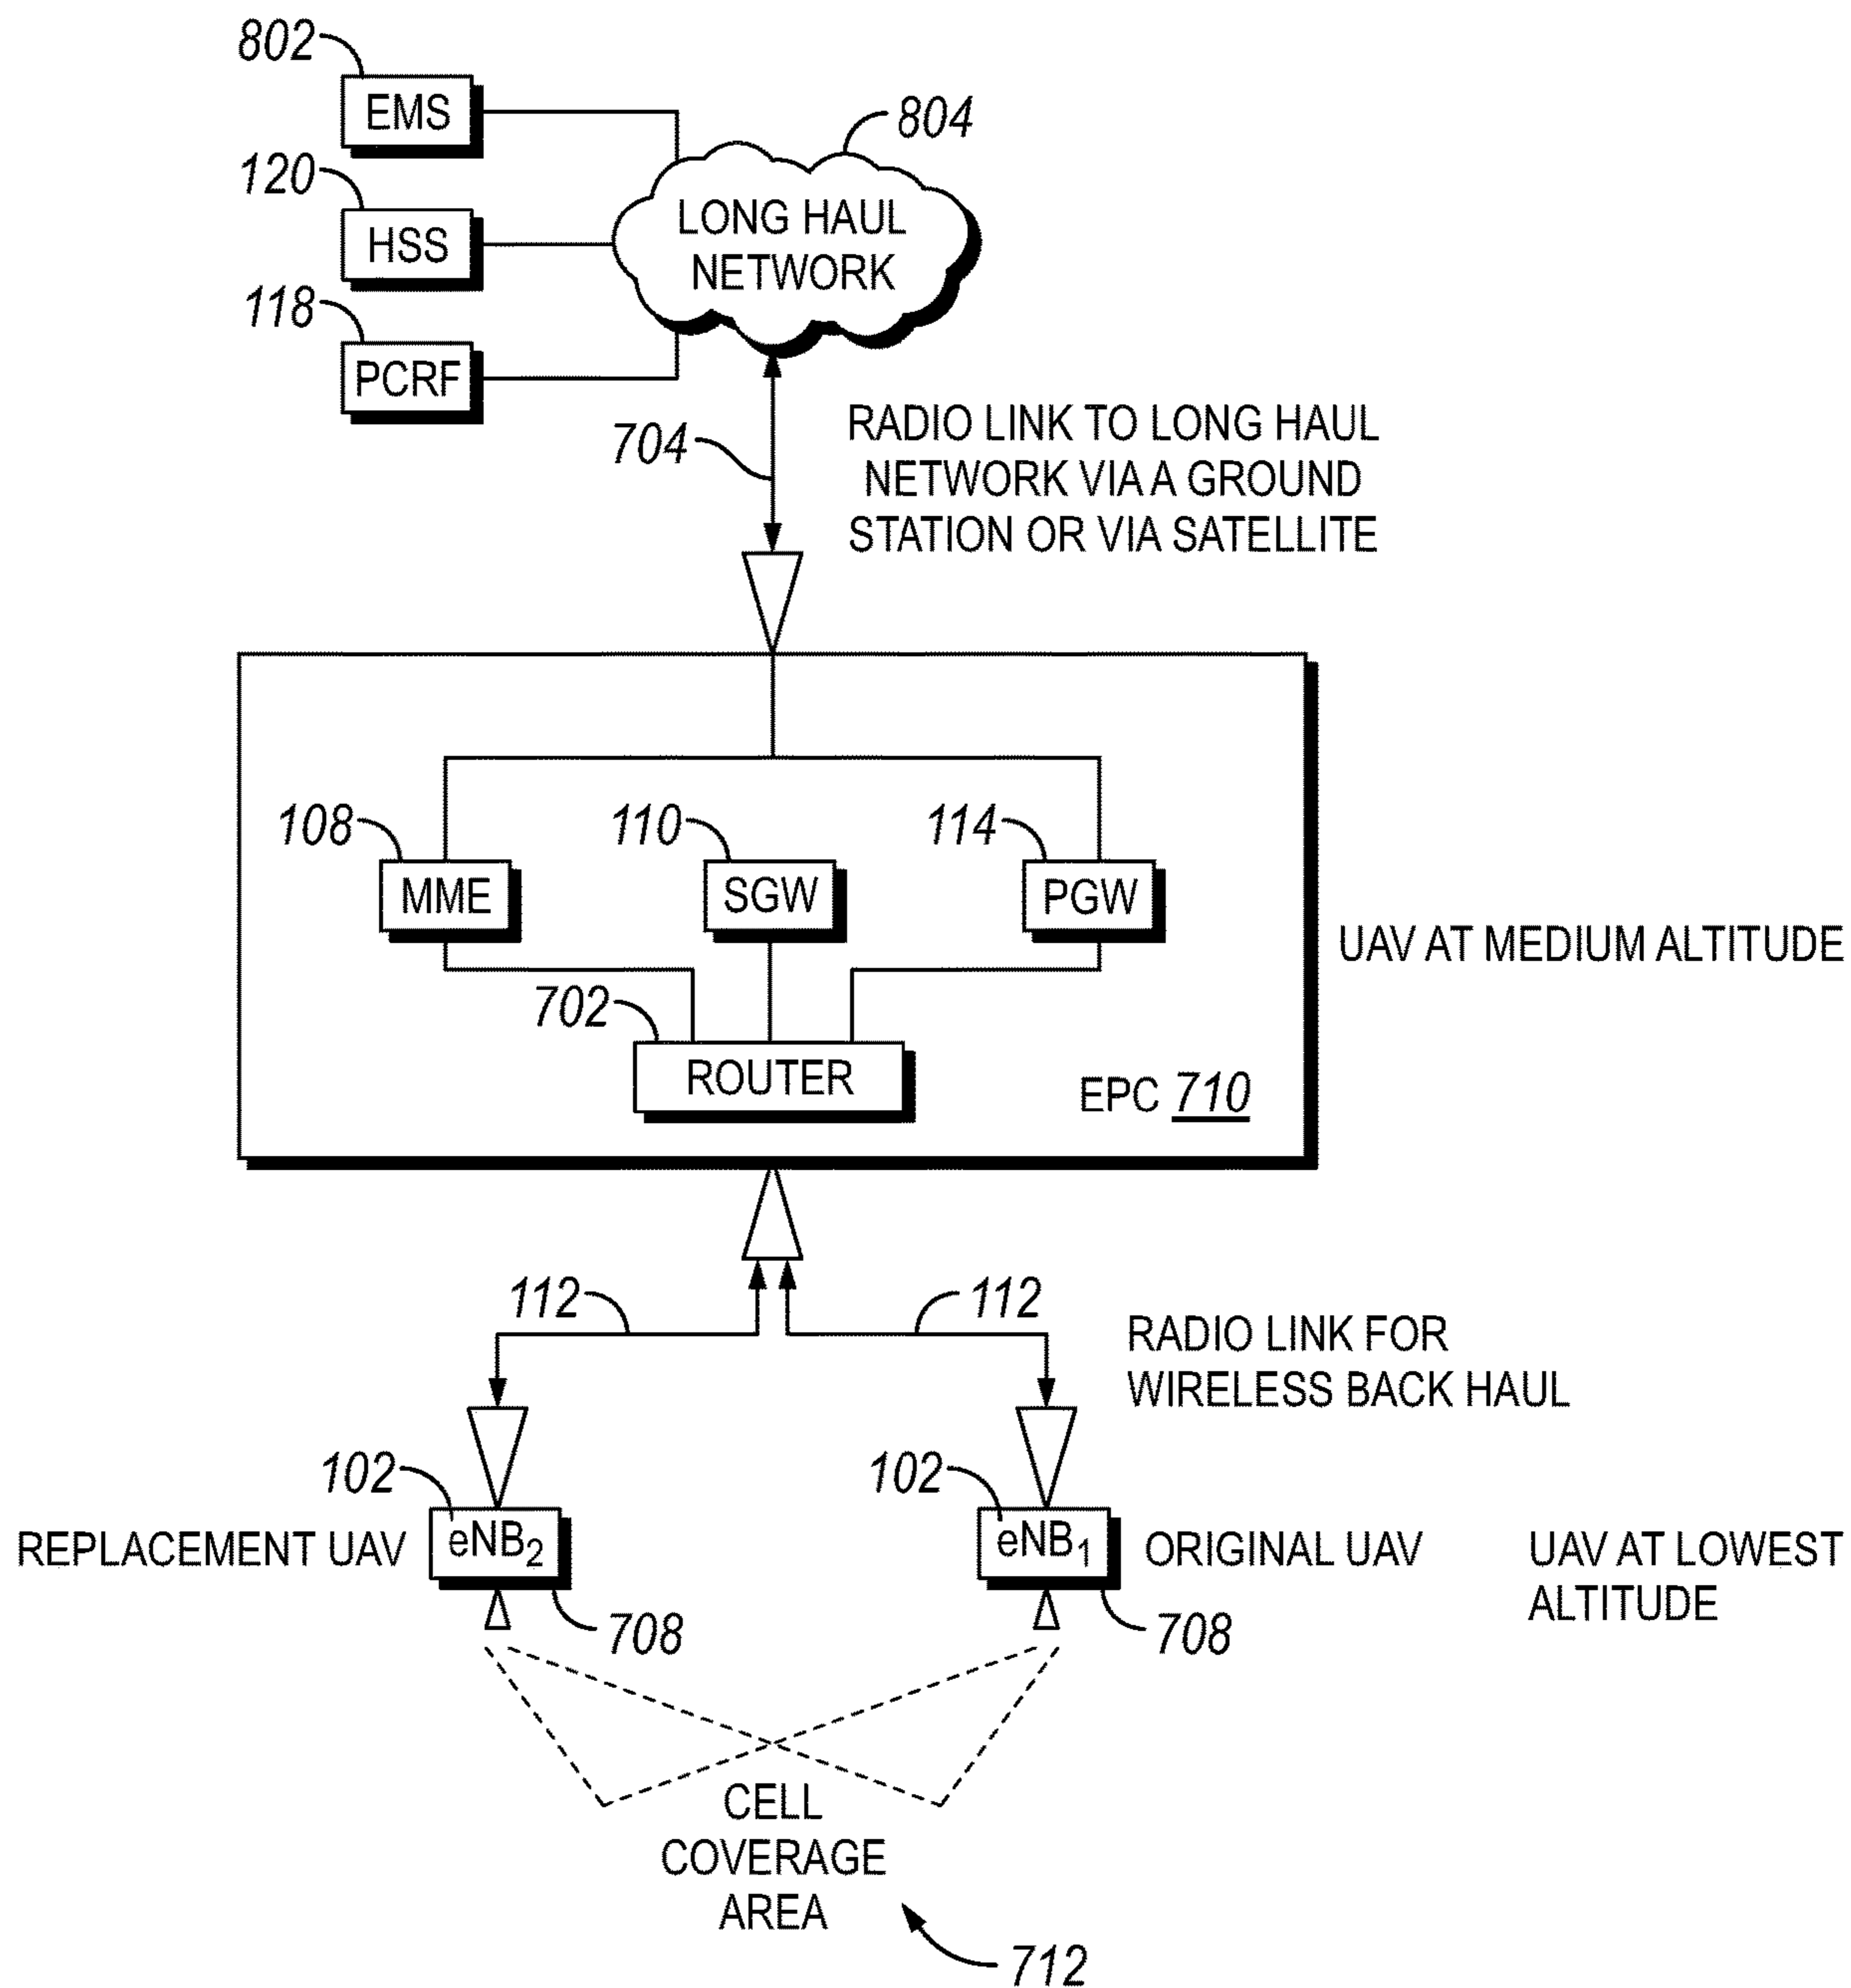 802
EMS
804
120
HSS
LONG HAUL
NETWORK
118
PCRF
704
RADIO LINK TO LONG HAUL
NETWORK VIA A GROUND
STATION OR VIA SATELLITE
108
110
114
MME
SGW
PGW
UAV AT MEDIUM ALTITUDE
702
ROUTER
EPC 710
112
112
RADIO LINK FOR
WIRELESS BACK HAUL
102
102
REPLACEMENT UAV
eNB2
eNB1
ORIGINAL UAV
UAV AT LOWEST
ALTITUDE
708
708
CELL
COVERAGE
AREA
712